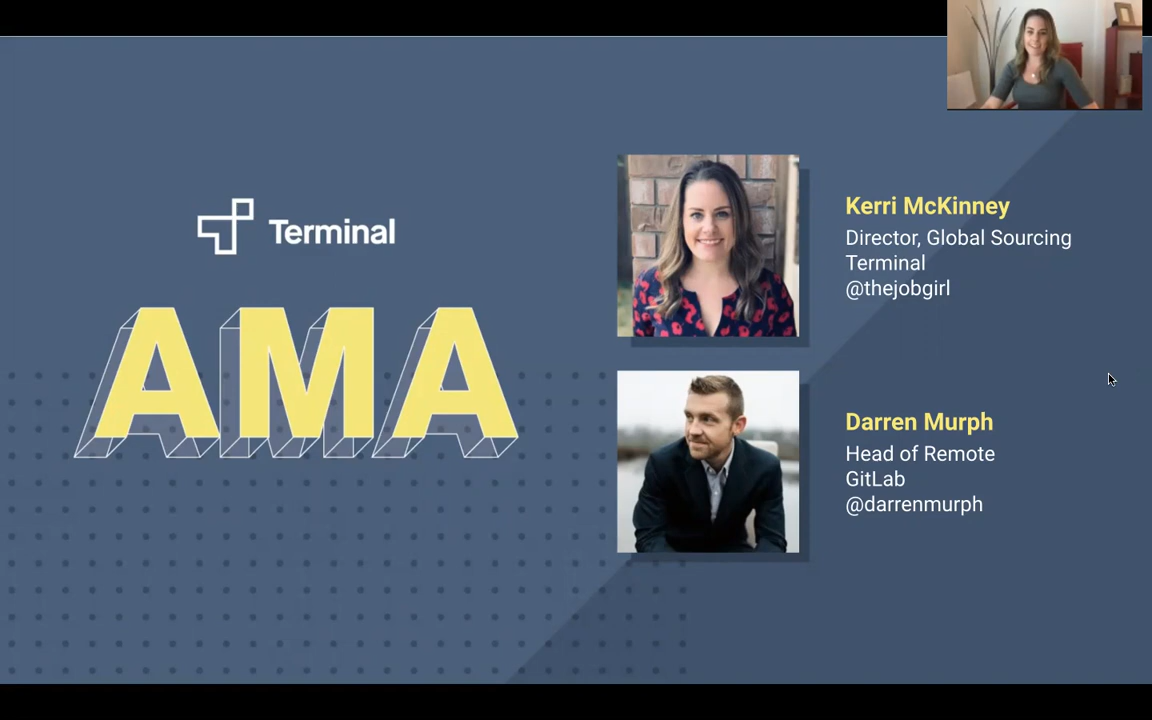 Terminal
AMA
Kerri McKinney
Director, Global Sourcing
Terminal
@thejobgirl
Darren Murph
Head of Remote
GitLab
@darrenmurph